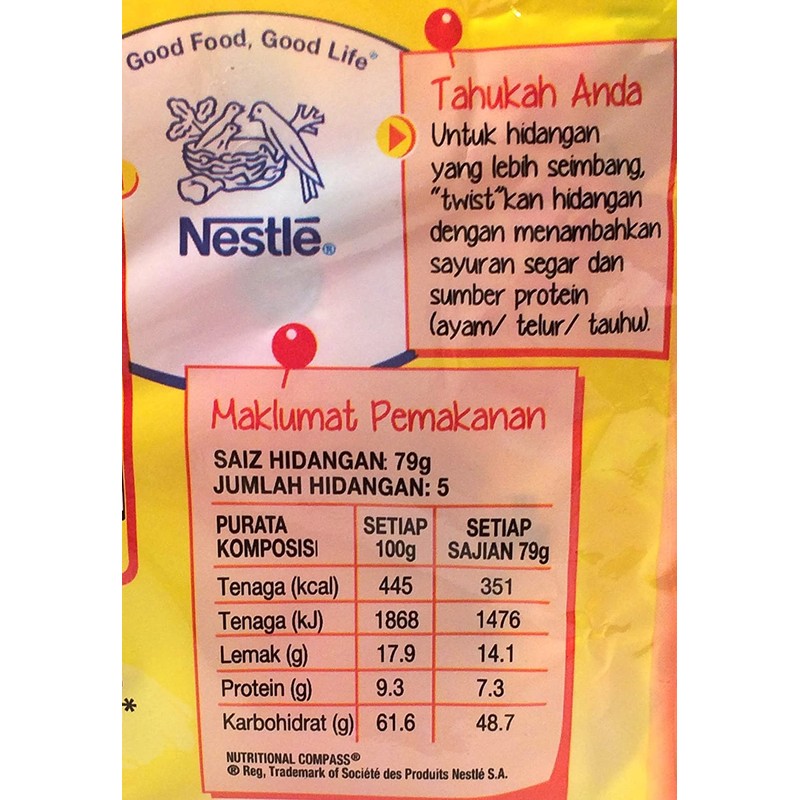 Good Food, Good Life®
Nestlé®
Tahukah Anda
Untuk hidangan
yang lebih seimbang,
"twist"kan hidangan
dengan menambahkan
sayuran segar dan
sumber protein
(ayam/ telur/ tauhu).
Maklumat Pemakanan
SAIZ HIDANGAN: 79g
JUMLAH HIDANGAN: 5
PURATA KOMPOSISI SETIAP 100g SETIAP SAJIAN 79g
Tenaga (kcal) 445 351
Tenaga (kJ) 1868 1476
Lemak (g) 17.9 14.1
Protein (g) 9.3 7.3
Karbohidrat (g) 61.6 48.7
NUTRITIONAL COMPASS®
® Reg, Trademark of Société des Produits Nestlé S.A.
*